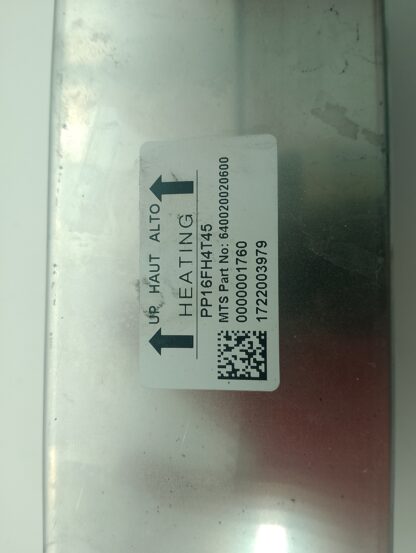 UP HAUT ALTO
HEATING
PP16FH4T45
MTS Part No: 640020020600
0000001760
1722003979